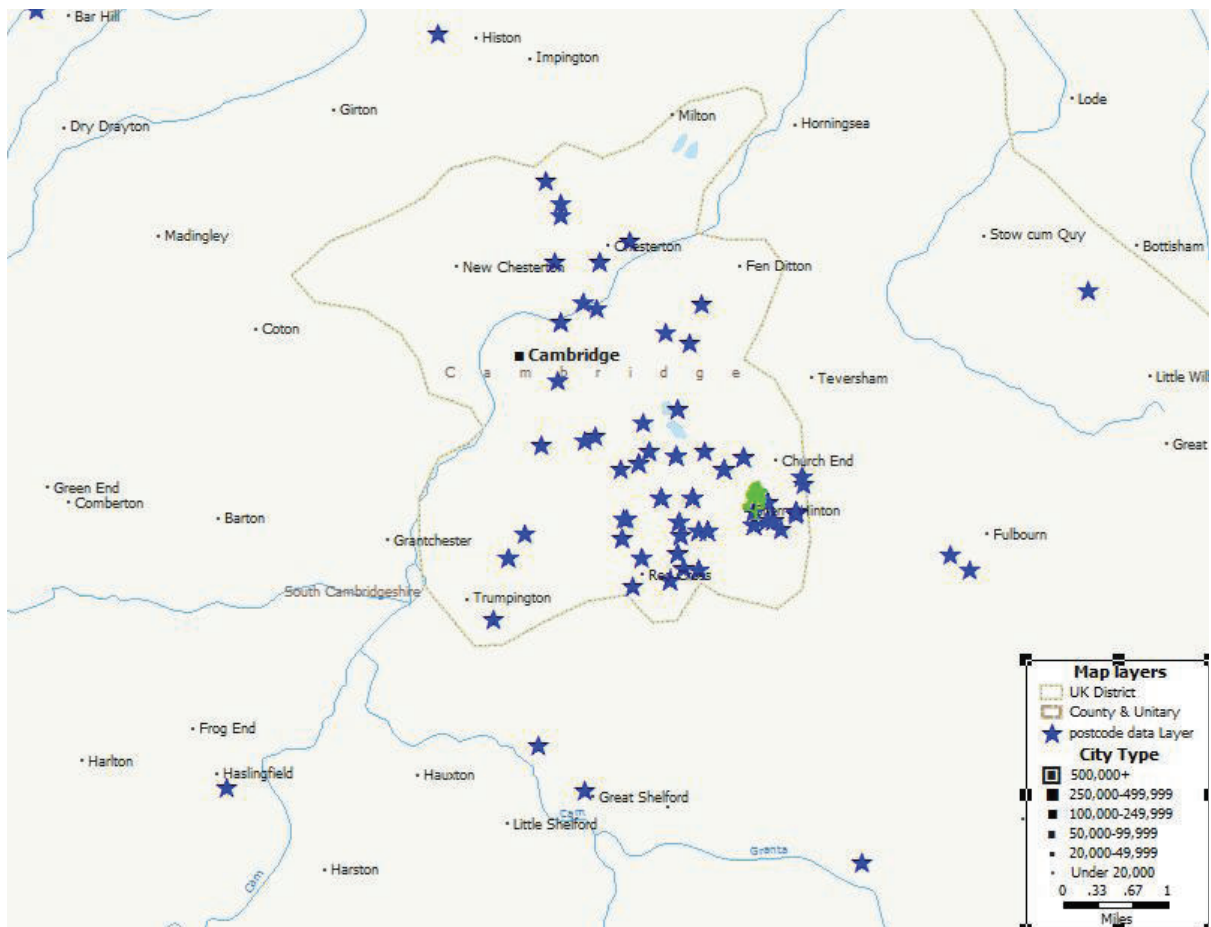 Bar Hill
Histon
Impington
Lode
Girton
Milton
Horningsea
Dry Drayton
Madingley
Chesterton
Stow cum Quy
Bottisham
New Chesterton
Fen Ditton
Coton
Cambridge
C a m b r i d g e
Teversham
Little Will
Great
Church End
Green End
Comberton
Barton
Hinton
Grantchester
Fulbourn
Red Cross
South Cambridgeshire
Trumpington
Map layers
UK District
County & Unitary
postcode data Layer
City Type
500,000+
250,000-499,999
100,000-249,999
50,000-99,999
20,000-49,999
Under 20,000
0 .33 .67 1
Miles
Frog End
Harlton
Haslingfield
Hauxton
Great Shelford
Cam
Little Shelford
Granta
Harston
Cam